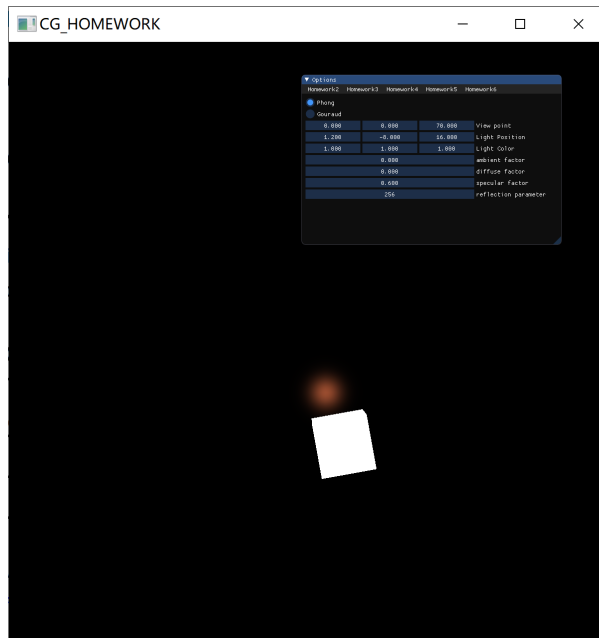 CG_HOMEWORK
Options
Homework2 Homework3 Homework4 Homework5 Homework6
Phong
Gouraud
0.000 0.000 70.000 View point
1.200 -8.000 16.000 Light Position
1.000 1.000 1.000 Light Color
0.000 ambient factor
0.000 diffuse factor
0.600 specular factor
256 reflection parameter